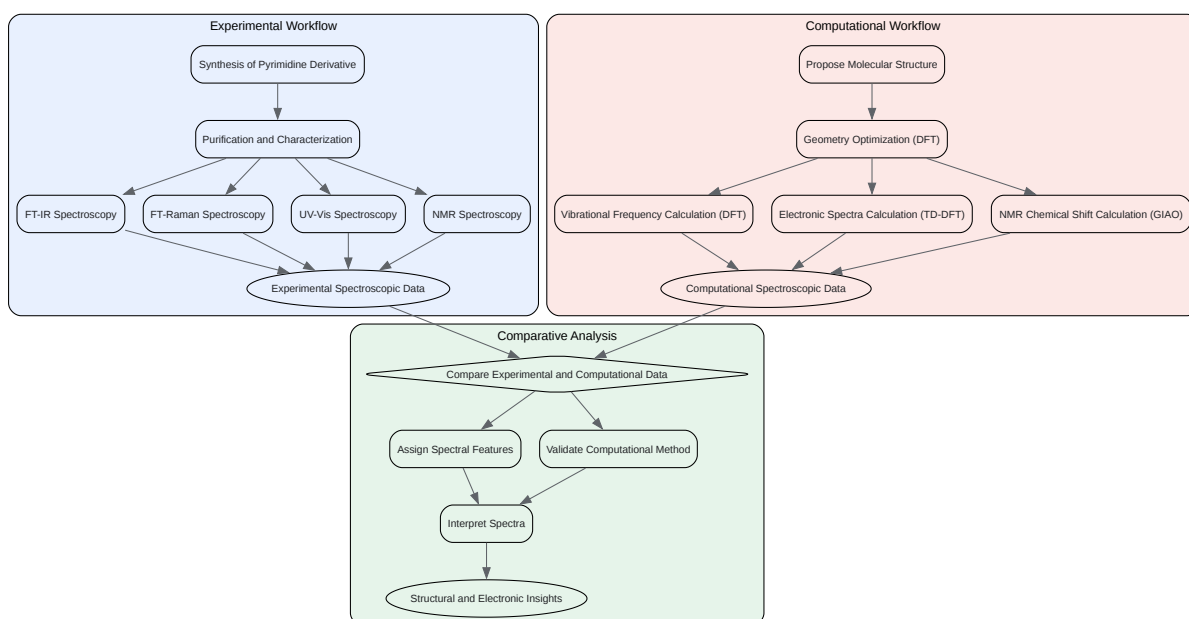 Experimental Workflow
Synthesis of Pyrimidine Derivative
Purification and Characterization
FT-IR Spectroscopy
FT-Raman Spectroscopy
UV-Vis Spectroscopy
NMR Spectroscopy
Experimental Spectroscopic Data
Computational Workflow
Propose Molecular Structure
Geometry Optimization (DFT)
Vibrational Frequency Calculation (DFT)
Electronic Spectra Calculation (TD-DFT)
NMR Chemical Shift Calculation (GIAO)
Computational Spectroscopic Data
Comparative Analysis
Compare Experimental and Computational Data
Assign Spectral Features
Validate Computational Method
Interpret Spectra
Structural and Electronic Insights